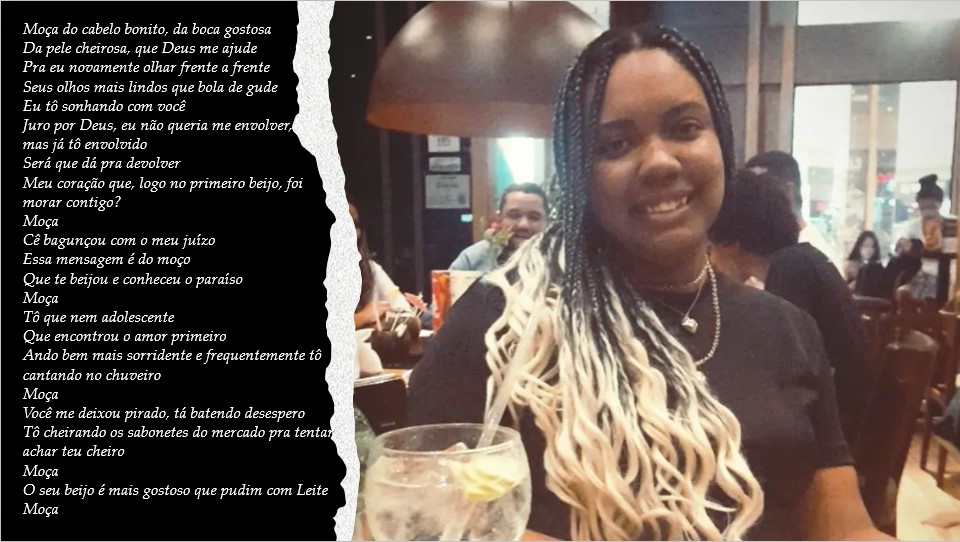 Moça do cabelo bonito, da boca gostosa
Da pele cheirosa, que Deus me ajude
Pra eu novamente olhar frente a frente
Seus olhos mais lindos que bola de gude
Eu tô sonhando com você
Juro por Deus, eu não queria me envolver,
mas já tô envolvido
Será que dá pra devolver
Meu coração que, logo no primeiro beijo, foi
morar contigo?
Moça
Cê bagunçou com o meu juízo
Essa mensagem é do moço
Que te beijou e conheceu o paraíso
Moça
Tô que nem adolescente
Que encontrou o amor primeiro
Ando bem mais sorridente e frequentemente tô
cantando no chuveiro
Moça
Você me deixou pirado, tá batendo desespero
Tô cheirando os sabonetes do mercado pra tentar
achar teu cheiro
Moça
O seu beijo é mais gostoso que pudim com Leite
Moça